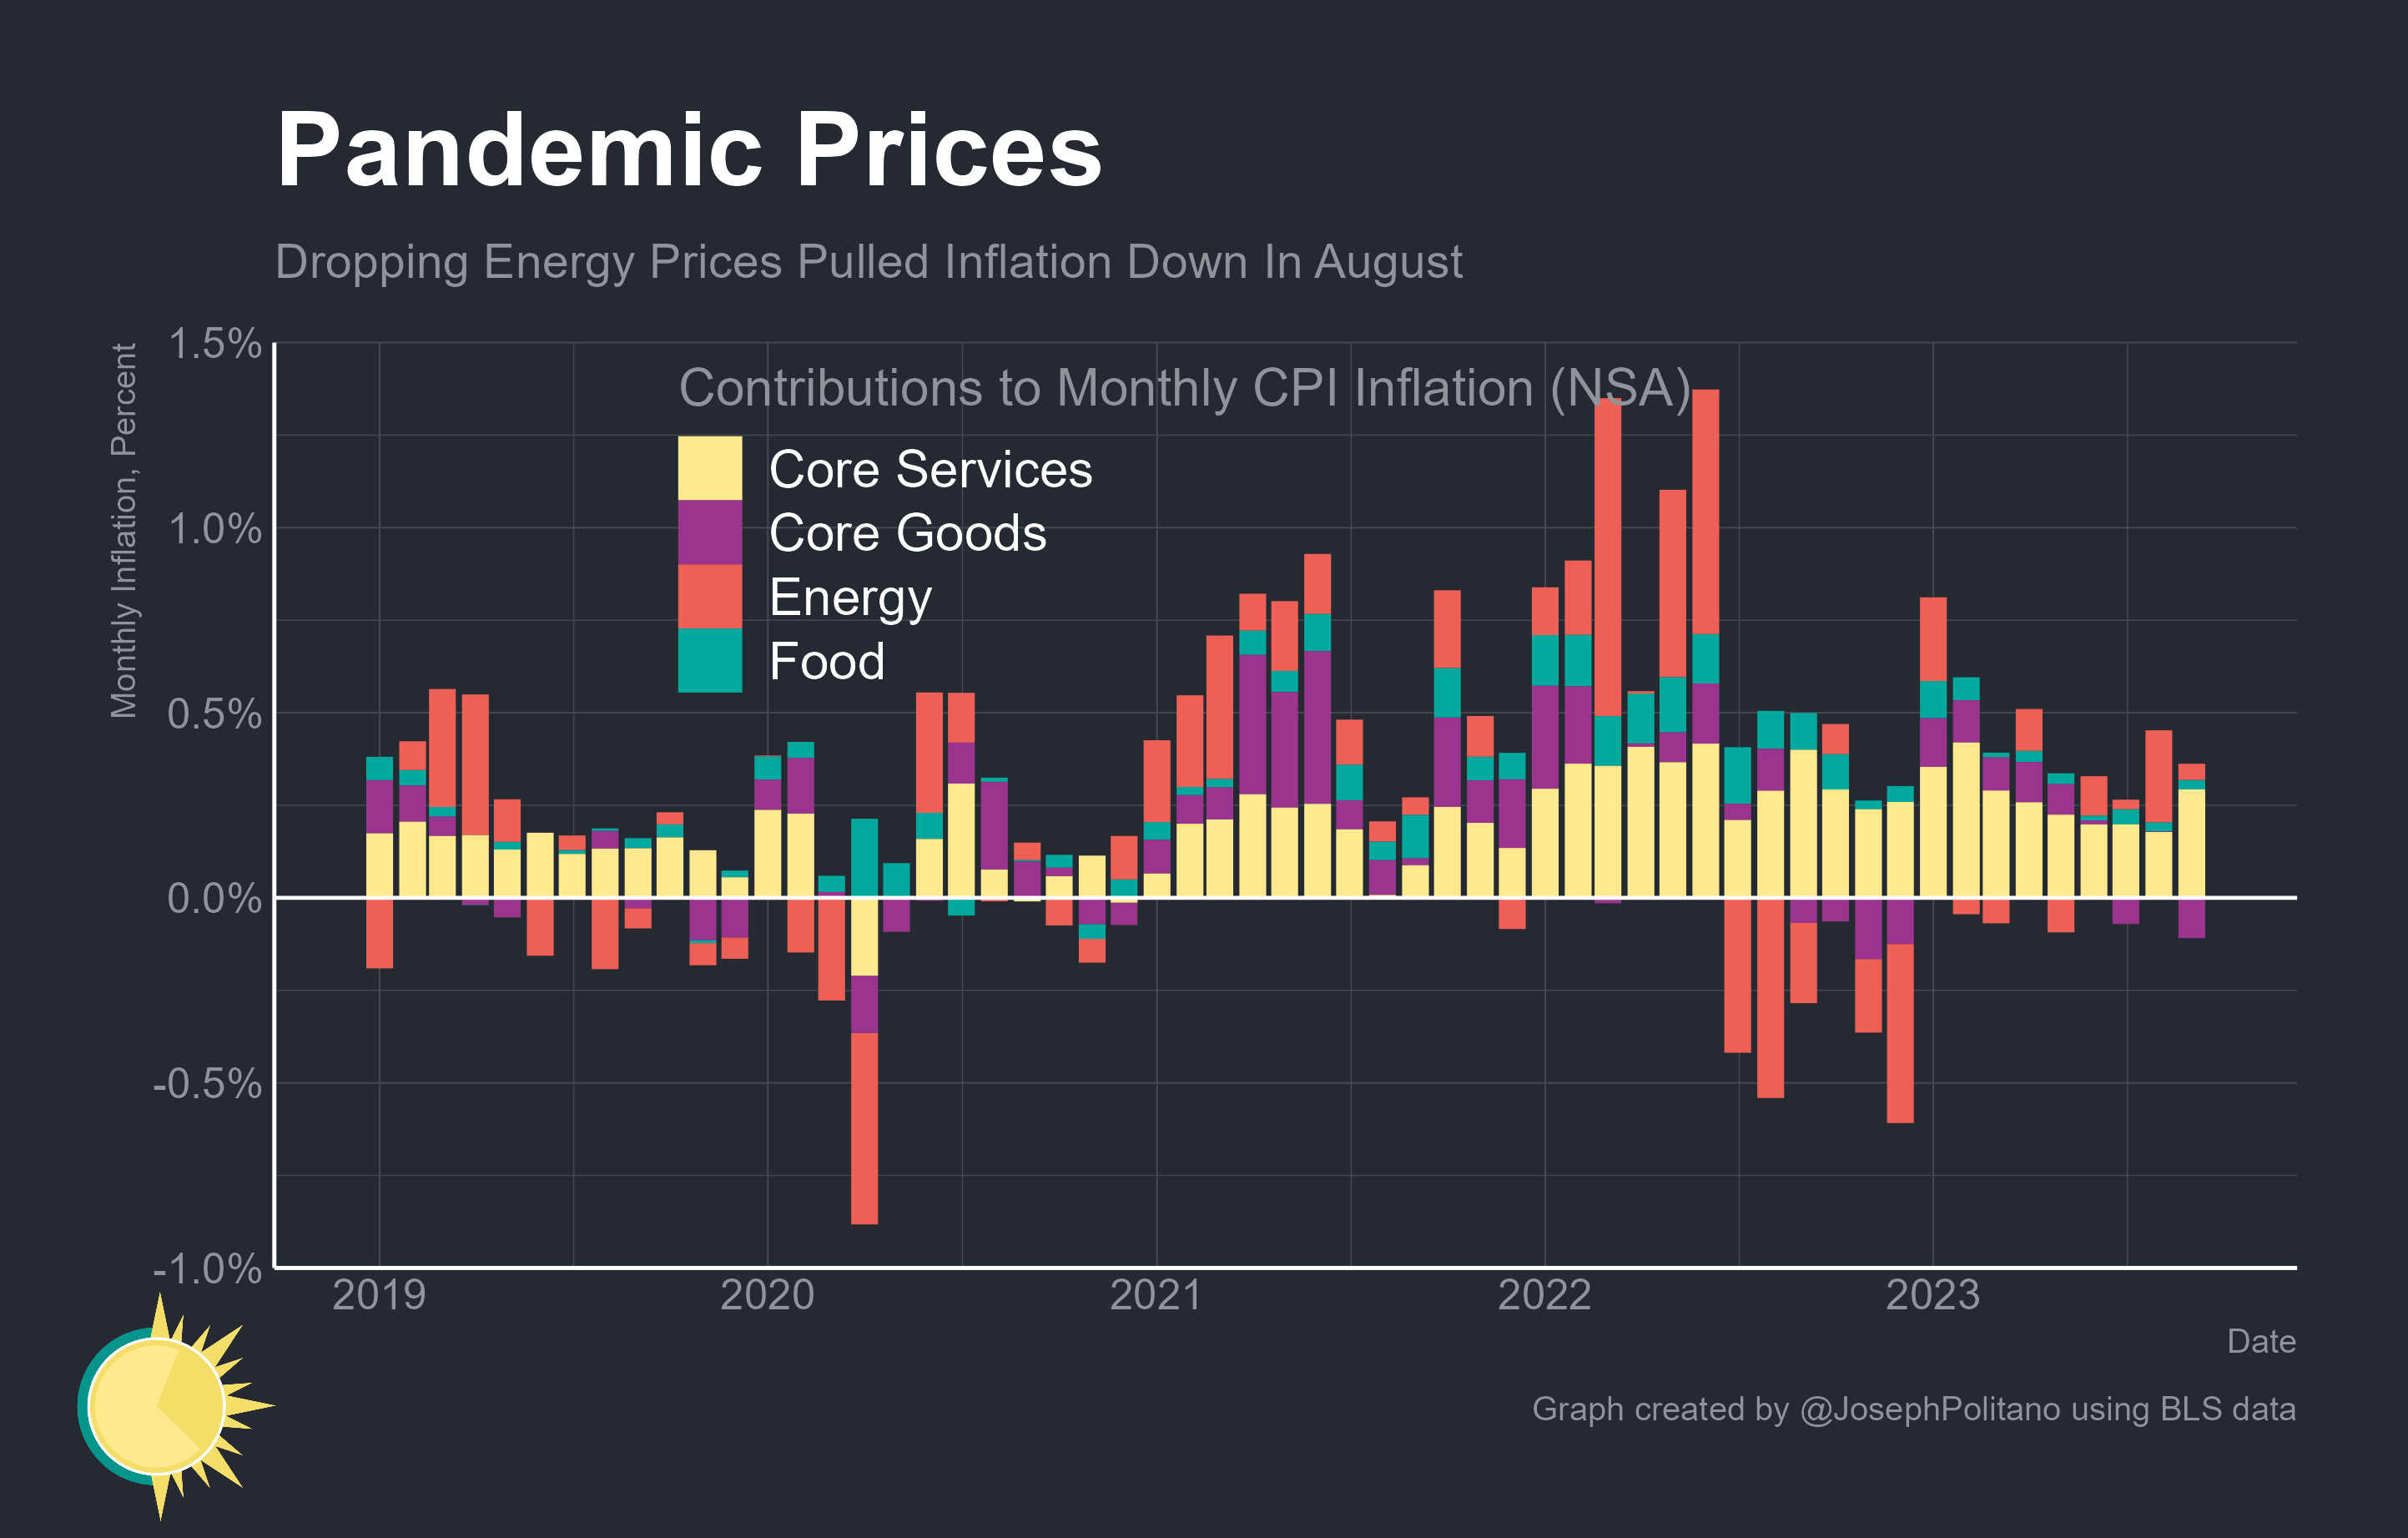 Pandemic Prices
Dropping Energy Prices Pulled Inflation Down In August
Monthly Inflation, Percent
1.5%
1.0%
0.5%
0.0%
-0.5%
-1.0%
Contributions to Monthly CPI Inflation (NSA)
Core Services
Core Goods
Energy
Food
2019
2020
2021
2022
2023
Date
Graph created by @JosephPolitano using BLS data